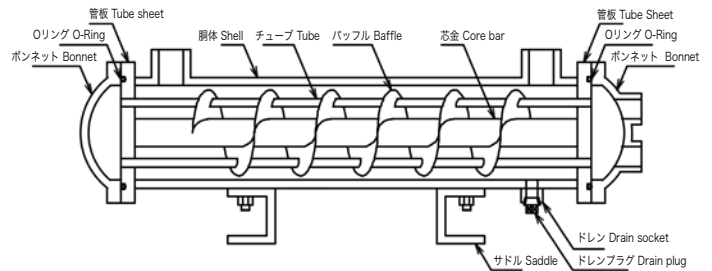 管板 Tube sheet
Oリング O-Ring
ボンネット Bonnet
胴体 Shell
チューブ Tube
バッフル Baffle
芯金 Core bar
管板 Tube Sheet
Oリング O-Ring
ボンネット Bonnet
ドレン Drain socket
サドル Saddle
ドレンプラグ Drain plug